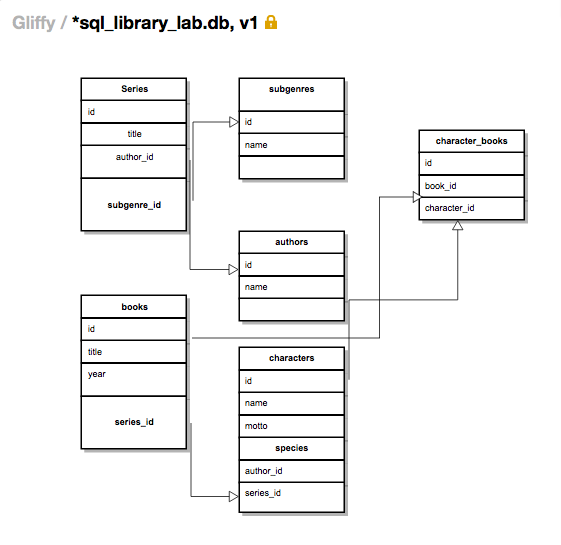 Gliffy / *sql_library_lab.db, v1
Series
id
title
author_id
subgenre_id
subgenres
id
name
character_books
id
book_id
character_id
authors
id
name
books
id
title
year
series_id
characters
id
name
motto
species
author_id
series_id